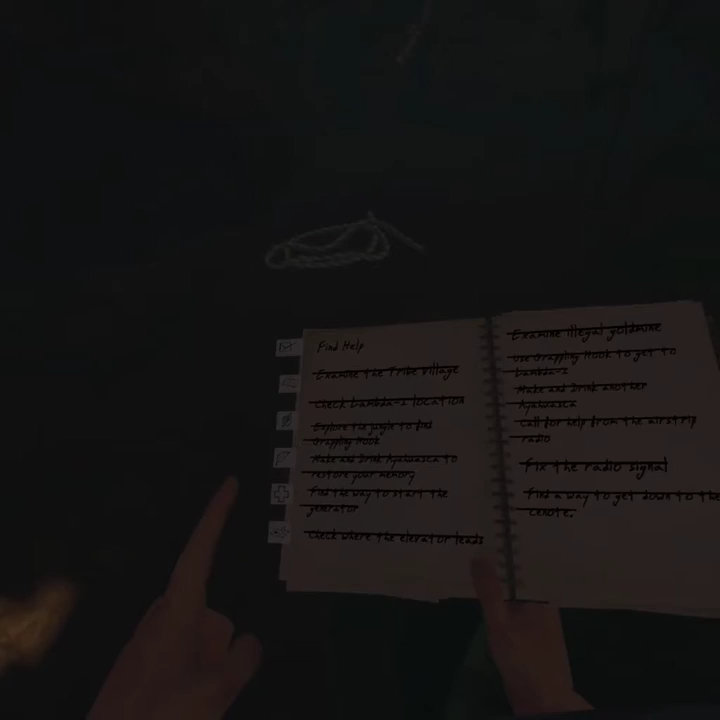 Find Help
Examine the Tribe Village
Check Lambda-2 location
Explore the jungle to find
Grappling Hook
Make and Drink Ayahuasca to
restore your memory
Find the way to start the
generator
Check where the elevator leads
Examine illegal goldmine
Use Grappling Hook to get to
Lambda-2
Make and Drink another
Ayahuasca
Call for help from the airstrip
radio
Fix the radio signal
Find a way to get down to the
cenote.